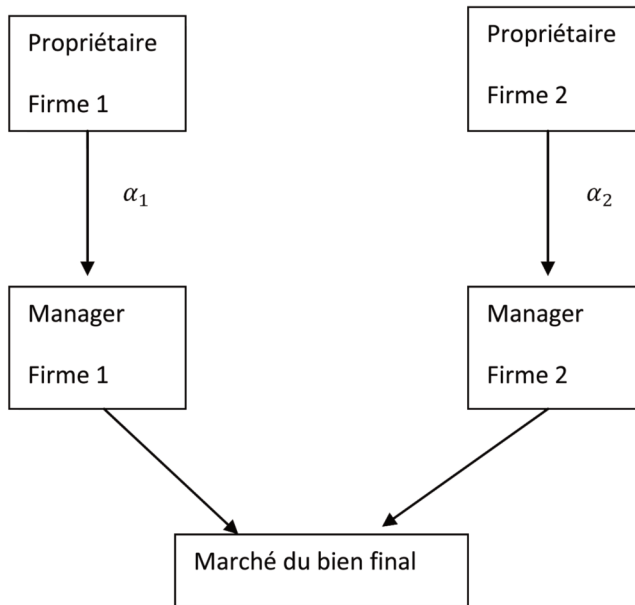 Propriétaire
Firme 1
Propriétaire
Firme 2
α₁
α₂
Manager
Firme 1
Manager
Firme 2
Marché du bien final